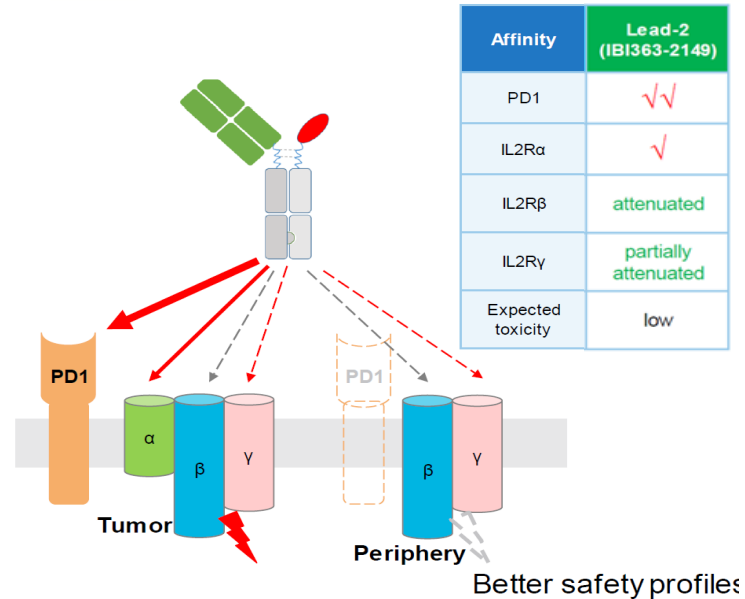 Affinity
Lead-2
(IBI363-2149)
PD1
√√
IL2Rα
√
IL2Rβ
attenuated
IL2Rγ
partially
attenuated
Expected
toxicity
low
PD1
PD1
α
β
γ
β
γ
Tumor
Periphery
Better safety profiles